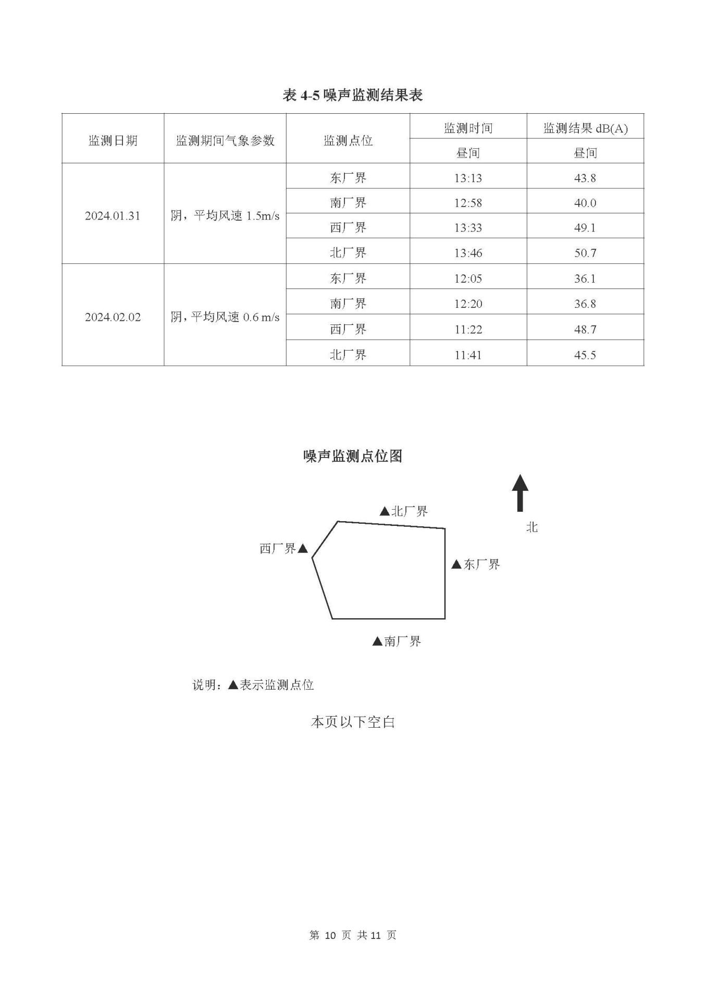 表 4-5 噪声监测结果表
监测日期 监测期间气象参数 监测点位 监测时间 监测结果 dB(A)
昼间 昼间
2024.01.31 阴，平均风速 1.5m/s 东厂界 13:13 43.8
南厂界 12:58 40.0
西厂界 13:33 49.1
北厂界 13:46 50.7
2024.02.02 阴，平均风速 0.6 m/s 东厂界 12:05 36.1
南厂界 12:20 36.8
西厂界 11:22 48.7
北厂界 11:41 45.5
噪声监测点位图
▲北厂界
北
西厂界▲
▲东厂界
▲南厂界
说明：▲表示监测点位
本页以下空白
第 10 页 共 11 页